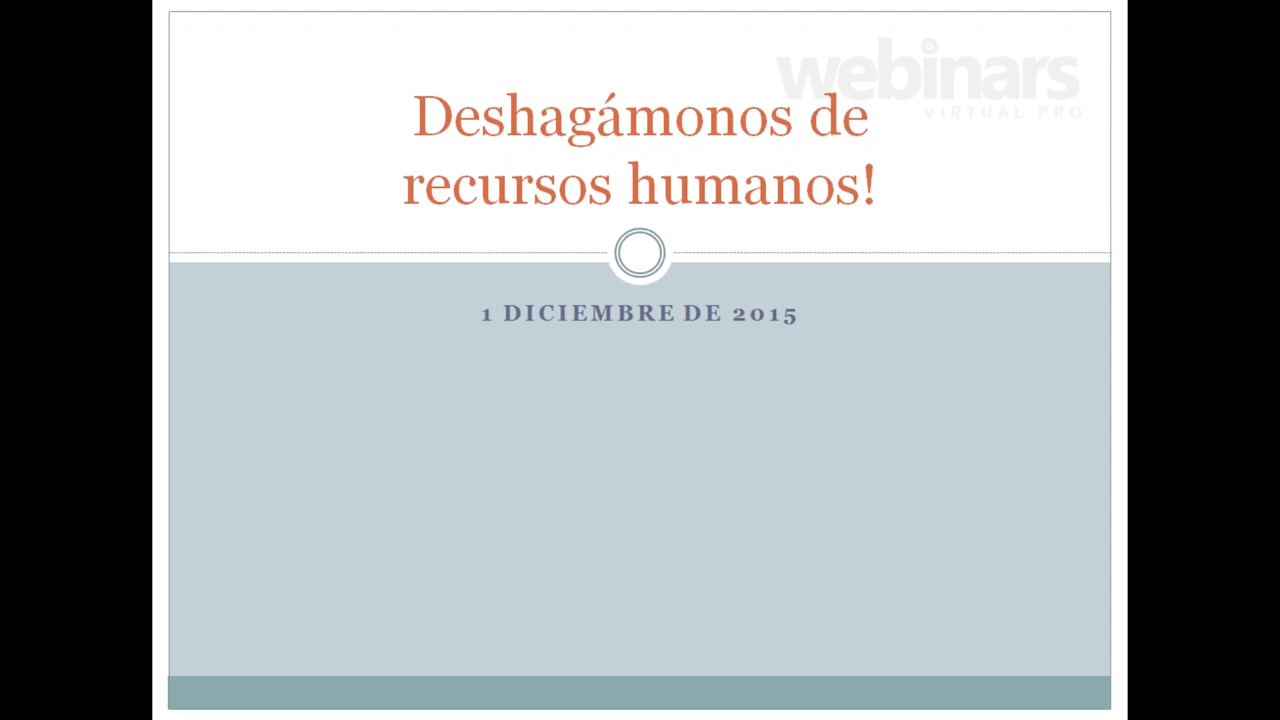 webinars
VIRTUAL PRO
Deshagámonos de
recursos humanos!
1 DICIEMBRE DE 2015